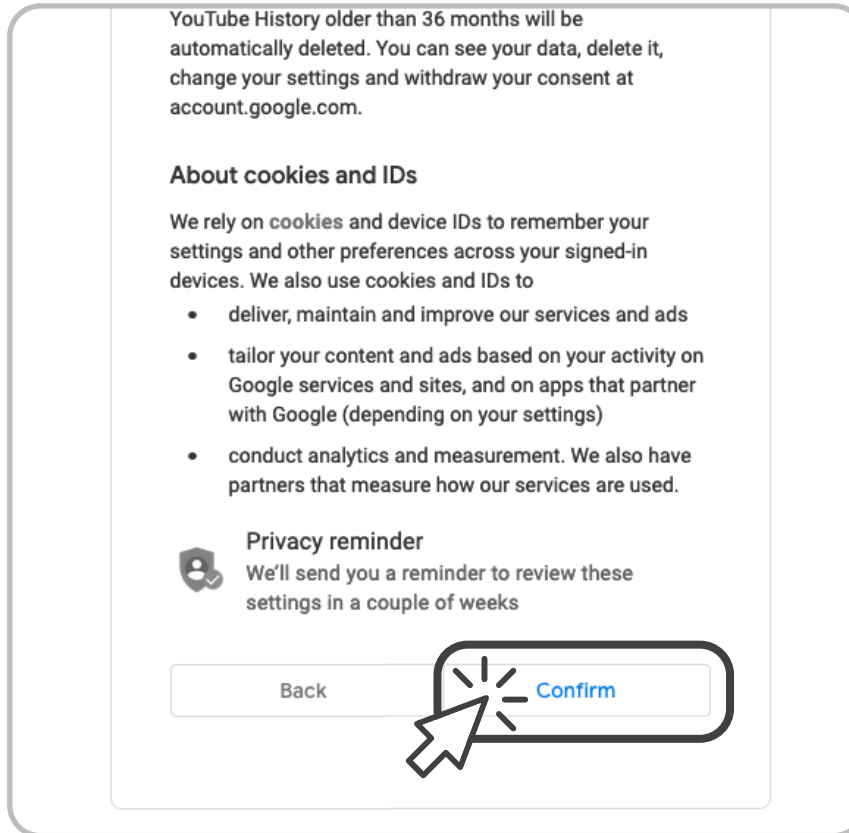 YouTube History older than 36 months will be
automatically deleted. You can see your data, delete it,
change your settings and withdraw your consent at
account.google.com.
About cookies and IDs
We rely on cookies and device IDs to remember your
settings and other preferences across your signed-in
devices. We also use cookies and IDs to
• deliver, maintain and improve our services and ads
• tailor your content and ads based on your activity on
Google services and sites, and on apps that partner
with Google (depending on your settings)
• conduct analytics and measurement. We also have
partners that measure how our services are used.
Privacy reminder
We'll send you a reminder to review these
settings in a couple of weeks
Back
Confirm